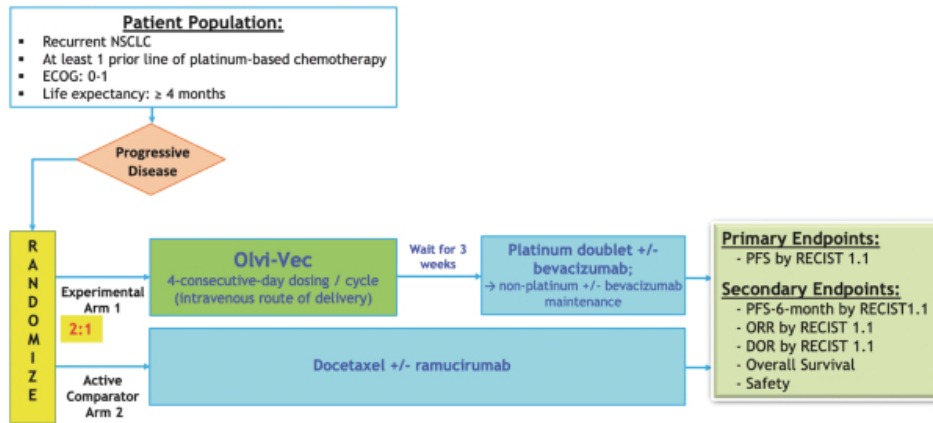 Patient Population:
▪ Recurrent NSCLC
▪ At least 1 prior line of platinum-based chemotherapy
▪ ECOG: 0-1
▪ Life expectancy: ≥ 4 months
Progressive
Disease
RANDOMIZE
Experimental
Arm 1
2:1
Active
Comparator
Arm 2
Olvi-Vec
4-consecutive-day dosing / cycle
(intravenous route of delivery)
Wait for 3
weeks
Platinum doublet +/-
bevacizumab;
→ non-platinum +/- bevacizumab
maintenance
Docetaxel +/- ramucirumab
Primary Endpoints:
- PFS by RECIST 1.1
Secondary Endpoints:
- PFS-6-month by RECIST1.1
- ORR by RECIST 1.1
- DOR by RECIST 1.1
- Overall Survival
- Safety